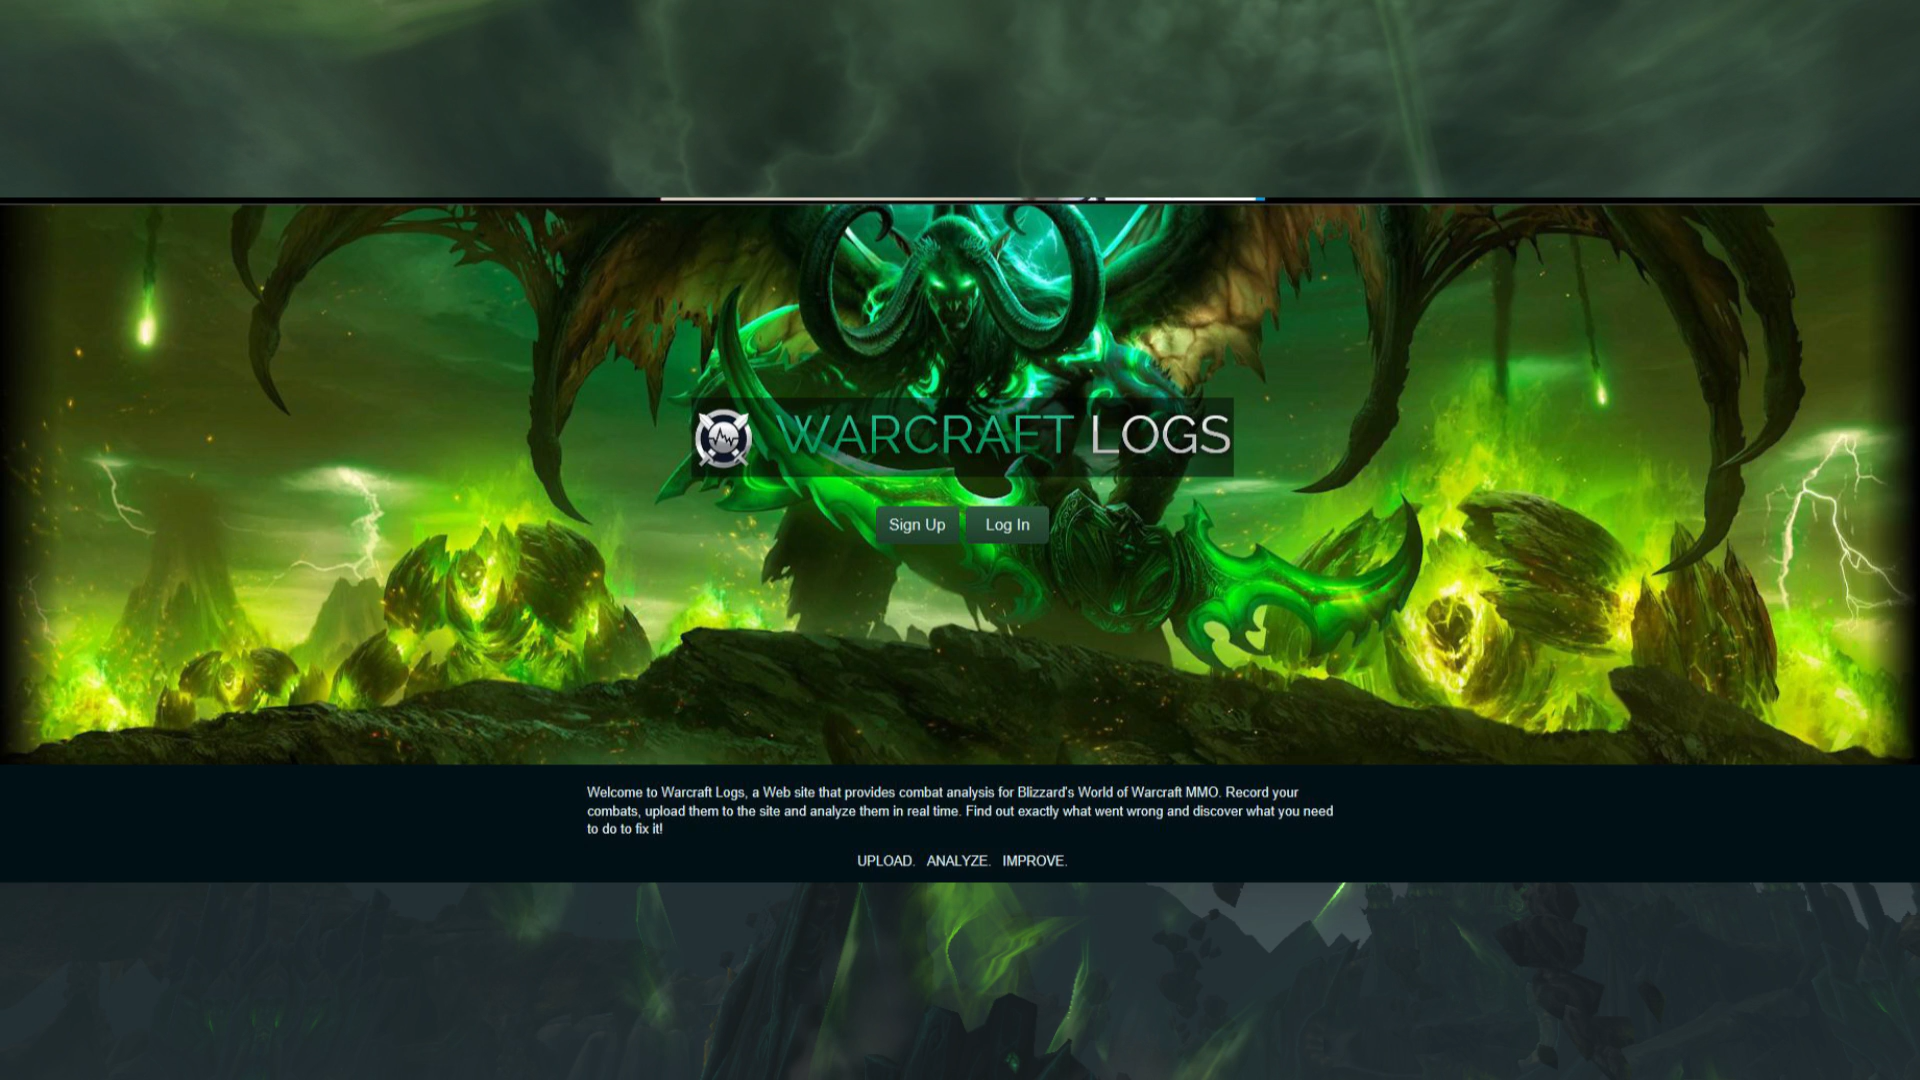 WARCRAFT LOGS
Sign Up
Log In
Welcome to Warcraft Logs, a Web site that provides combat analysis for Blizzard's World of Warcraft MMO. Record your
combats, upload them to the site and analyze them in real time. Find out exactly what went wrong and discover what you need
to do to fix it!
UPLOAD. ANALYZE. IMPROVE.